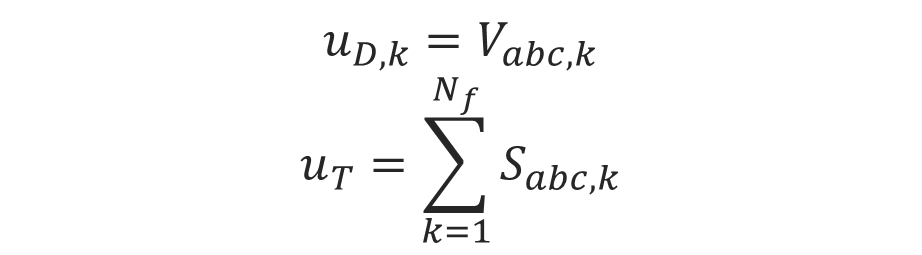 u_{D,k} = V_{abc,k}
u_T = \sum_{k=1}^{N_f} S_{abc,k}